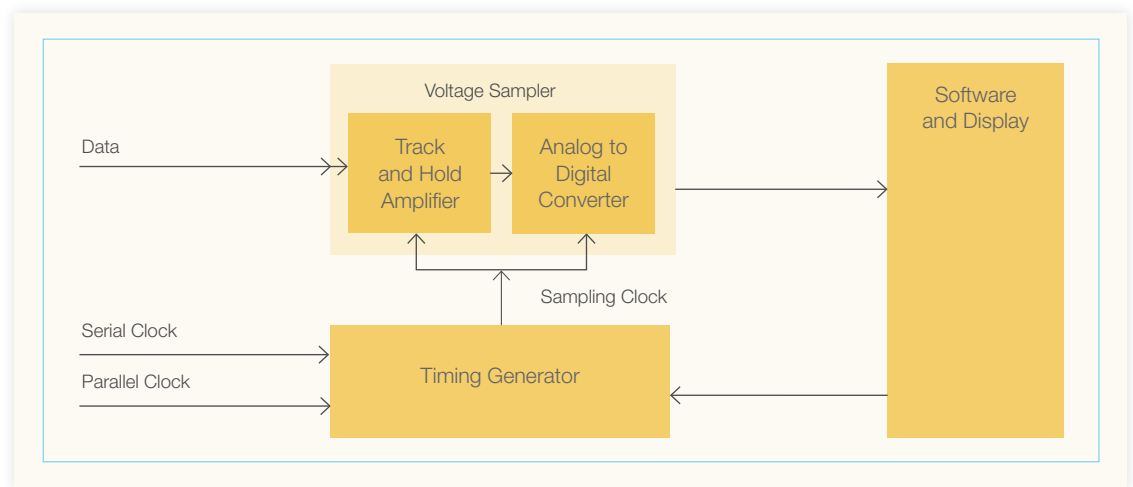 Voltage Sampler
Data
Track
and Hold
Amplifier
Analog to
Digital
Converter
Software
and Display
Sampling Clock
Serial Clock
Parallel Clock
Timing Generator